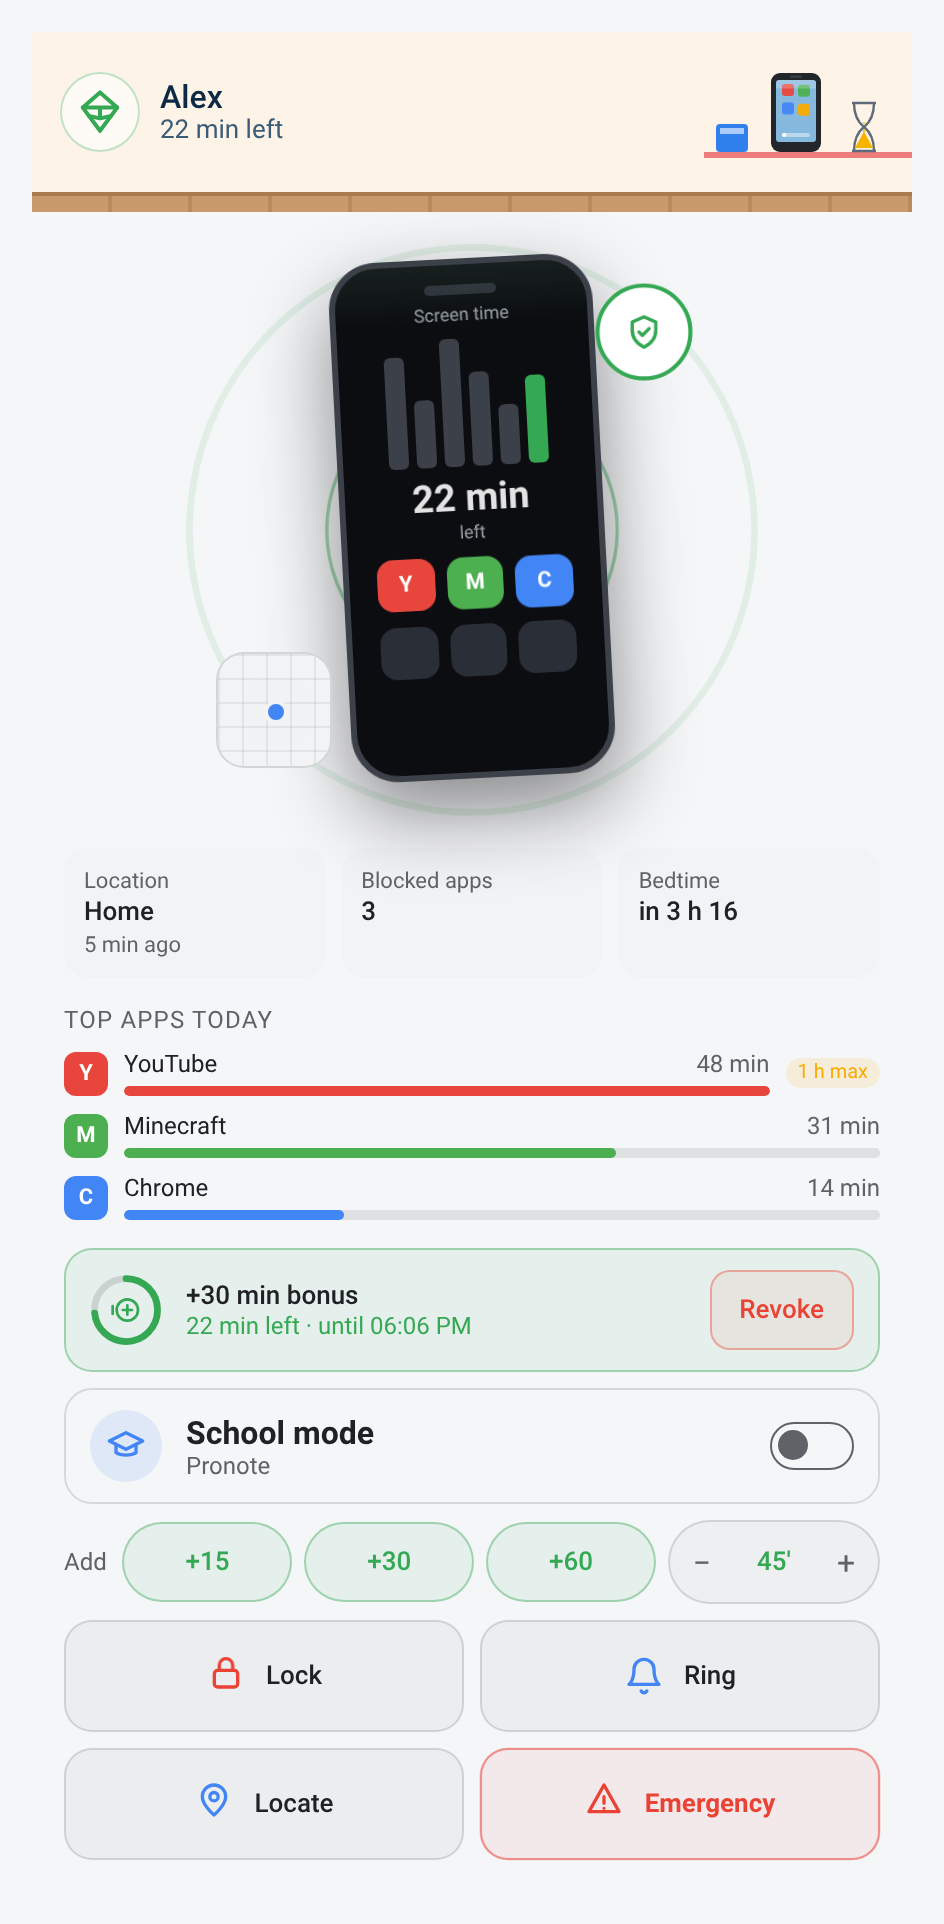 Alex
22 min left
Screen time
22 min
left
Y M C
Location
Home
5 min ago
Blocked apps
3
Bedtime
in 3 h 16
TOP APPS TODAY
Y YouTube 48 min 1 h max
M Minecraft 31 min
C Chrome 14 min
+30 min bonus
22 min left · until 06:06 PM
Revoke
School mode
Pronote
Add +15 +30 +60 − 45' +
Lock
Ring
Locate
Emergency